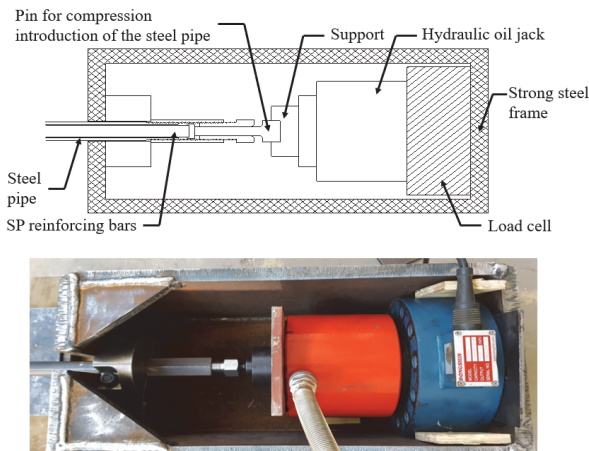 Pin for compression
introduction of the steel pipe
Support
Hydraulic oil jack
Strong steel
frame
Steel
pipe
SP reinforcing bars
Load cell